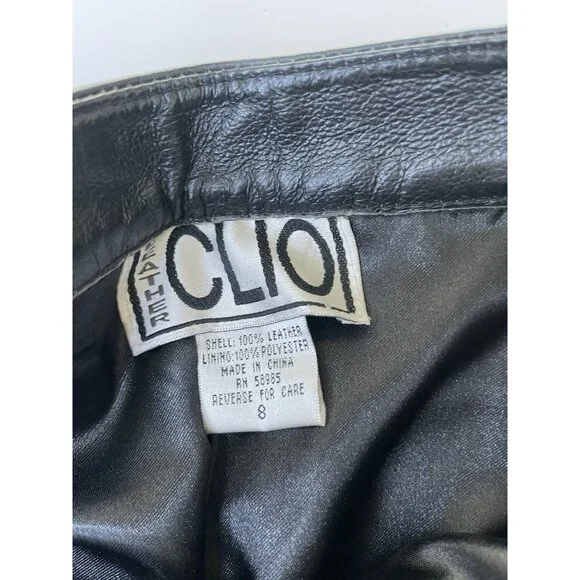 LEATHER
CLIO
SHELL: 100% LEATHER
LINING:100% POLYESTER
MADE IN CHINA
RN 58985
REVERSE FOR CARE
8